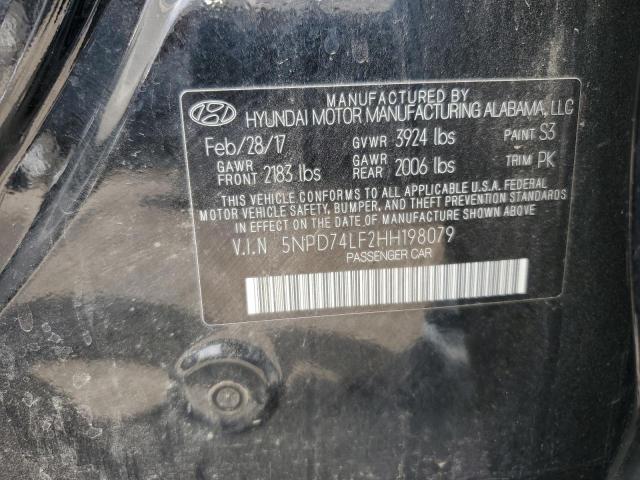 MANUFACTURED BY
HYUNDAI MOTOR MANUFACTURING ALABAMA, LLC
Feb/28/17 GVWR 3924 lbs PAINT S3
GAWR FRONT 2183 lbs GAWR REAR 2006 lbs TRIM PK
THIS VEHICLE CONFORMS TO ALL APPLICABLE U.S.A. FEDERAL
MOTOR VEHICLE SAFETY, BUMPER, AND THEFT PREVENTION STANDARDS
IN EFFECT ON THE DATE OF MANUFACTURE SHOWN ABOVE.
V.I.N 5NPD74LF2HH198079
PASSENGER CAR